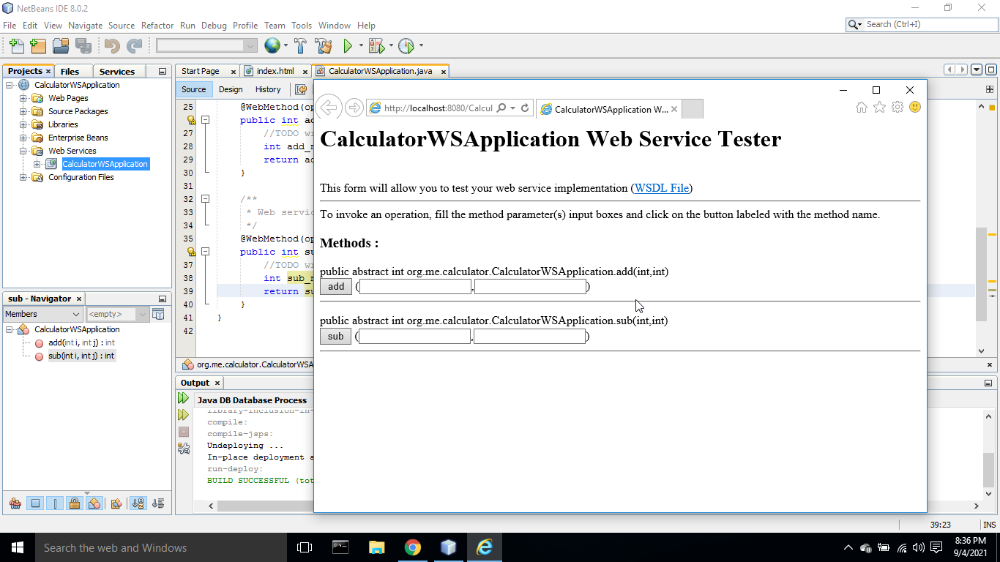 NetBeans IDE 8.0.2
File Edit View Navigate Source Refactor Run Debug Profile Team Tools Window Help
Search (Ctrl+I)
Projects Files Services
CalculatorWSApplication
Web Pages
Source Packages
Libraries
Enterprise Beans
Web Services
CalculatorWSApplication
Configuration Files
sub - Navigator
Members <empty>
CalculatorWSApplication
add(int i, int j) : int
sub(int i, int j) : int
Start Page index.html CalculatorWSApplication.java
Source Design History
25 @WebMethod(op
public int ad
27 //TODO wr
28 int add_r
29 return ad
30 }
31
32 /**
33 * Web servic
34 */
35 @WebMethod(op
public int su
37 //TODO wr
38 int sub_r
39 return su
40 }
41 }
42
org.me.calculator.CalculatorWSA
Output
Java DB Database Process
library-inclusion-in-
compile:
compile-jsps:
Undeploying ...
In-place deployment a
run-deploy:
BUILD SUCCESSFUL (tot
http://localhost:8080/Calcul
CalculatorWSApplication W...
CalculatorWSApplication Web Service Tester
This form will allow you to test your web service implementation (WSDL File)
To invoke an operation, fill the method parameter(s) input boxes and click on the button labeled with the method name.
Methods :
public abstract int org.me.calculator.CalculatorWSApplication.add(int,int)
add ( , )
public abstract int org.me.calculator.CalculatorWSApplication.sub(int,int)
sub ( , )
39:23 INS
Search the web and Windows
8:36 PM
9/4/2021